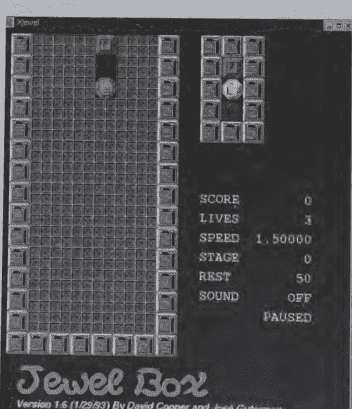 Xjewel
SCORE 0
LIVES 3
SPEED 1.50000
STAGE 0
REST 50
SOUND OFF
PAUSED
Jewel Box
Version 1.6 (1/29/93) By David Cooper and José Guterman